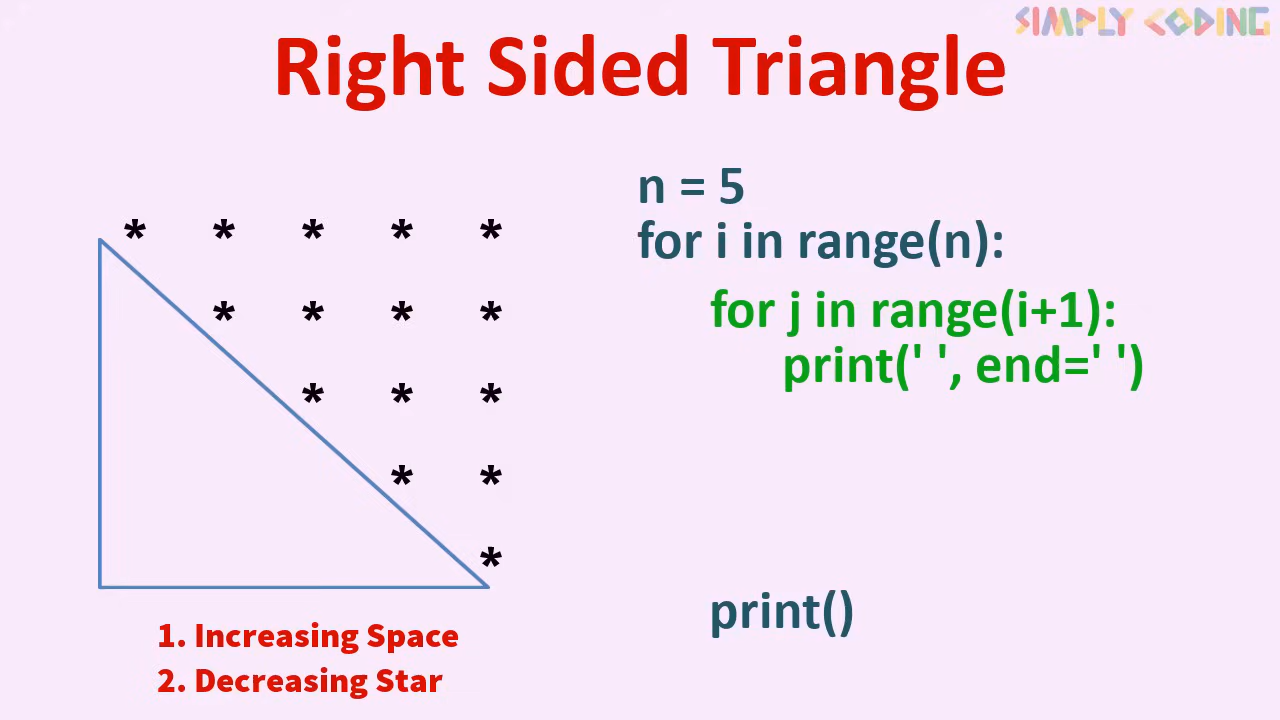 SIMPLY CODING
Right Sided Triangle
* * * * *
* * * *
* * *
* *
*
1. Increasing Space
2. Decreasing Star
n = 5
for i in range(n):
for j in range(i+1):
print(' ', end=' ')
print()